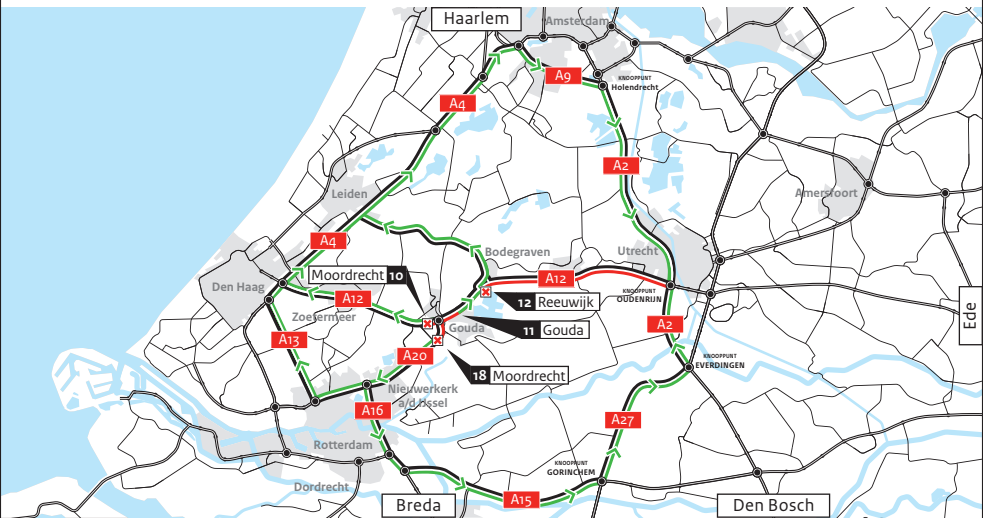 Haarlem
Amsterdam
A9
KNOOPPUNT
Holendrecht
A4
A2
Leiden
Amersfoort
A4
Bodegraven
Utrecht
Moordrecht 10
A12
Den Haag
A12
KNOOPPUNT
OUDENRIJN
12 Reeuwijk
Zoetermeer
Gouda
11 Gouda
A2
Ede
A13
A20
KNOOPPUNT
EVERDINGEN
18 Moordrecht
Nieuwerkerk
a/d IJssel
A16
A27
Rotterdam
KNOOPPUNT
GORINCHEM
Dordrecht
A15
Breda
Den Bosch